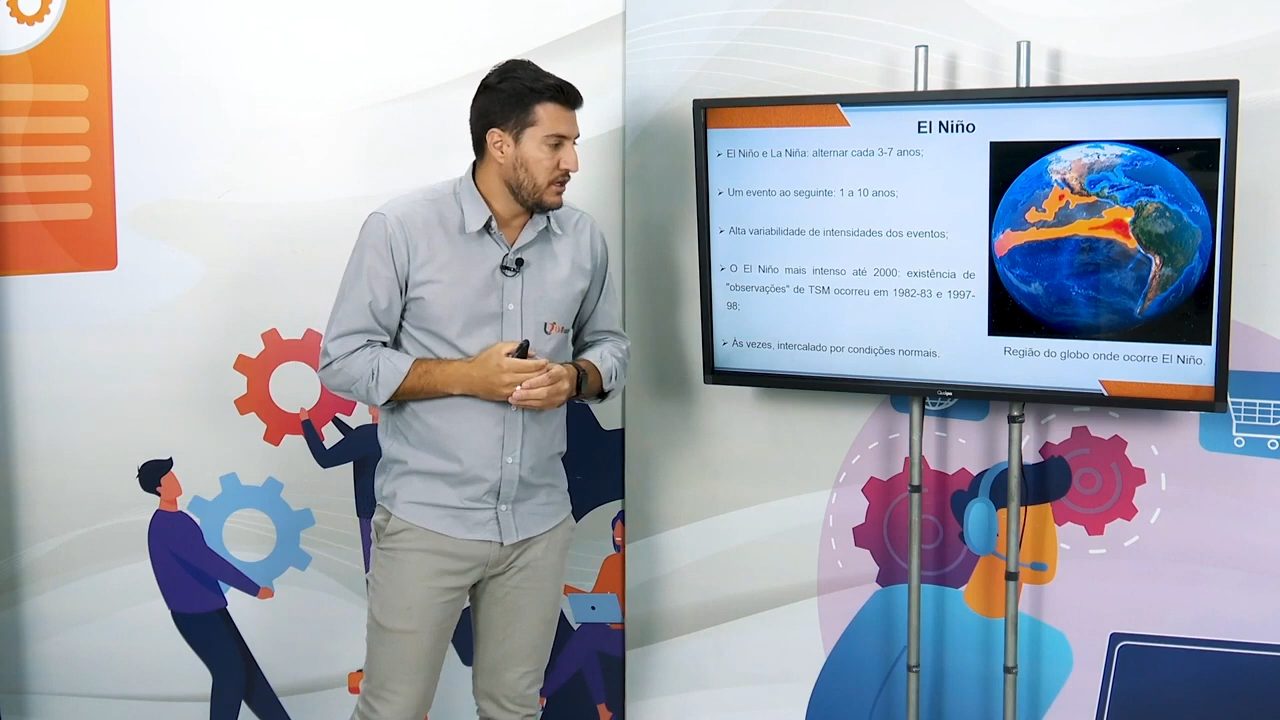 El Niño
➢ El Niño e La Niña: alternar cada 3-7 anos;
➢ Um evento ao seguinte: 1 a 10 anos;
➢ Alta variabilidade de intensidades dos eventos;
➢ O El Niño mais intenso até 2000: existência de
"observações" de TSM ocorreu em 1982-83 e 1997-
98;
➢ Às vezes, intercalado por condições normais.
Região do globo onde ocorre El Niño.